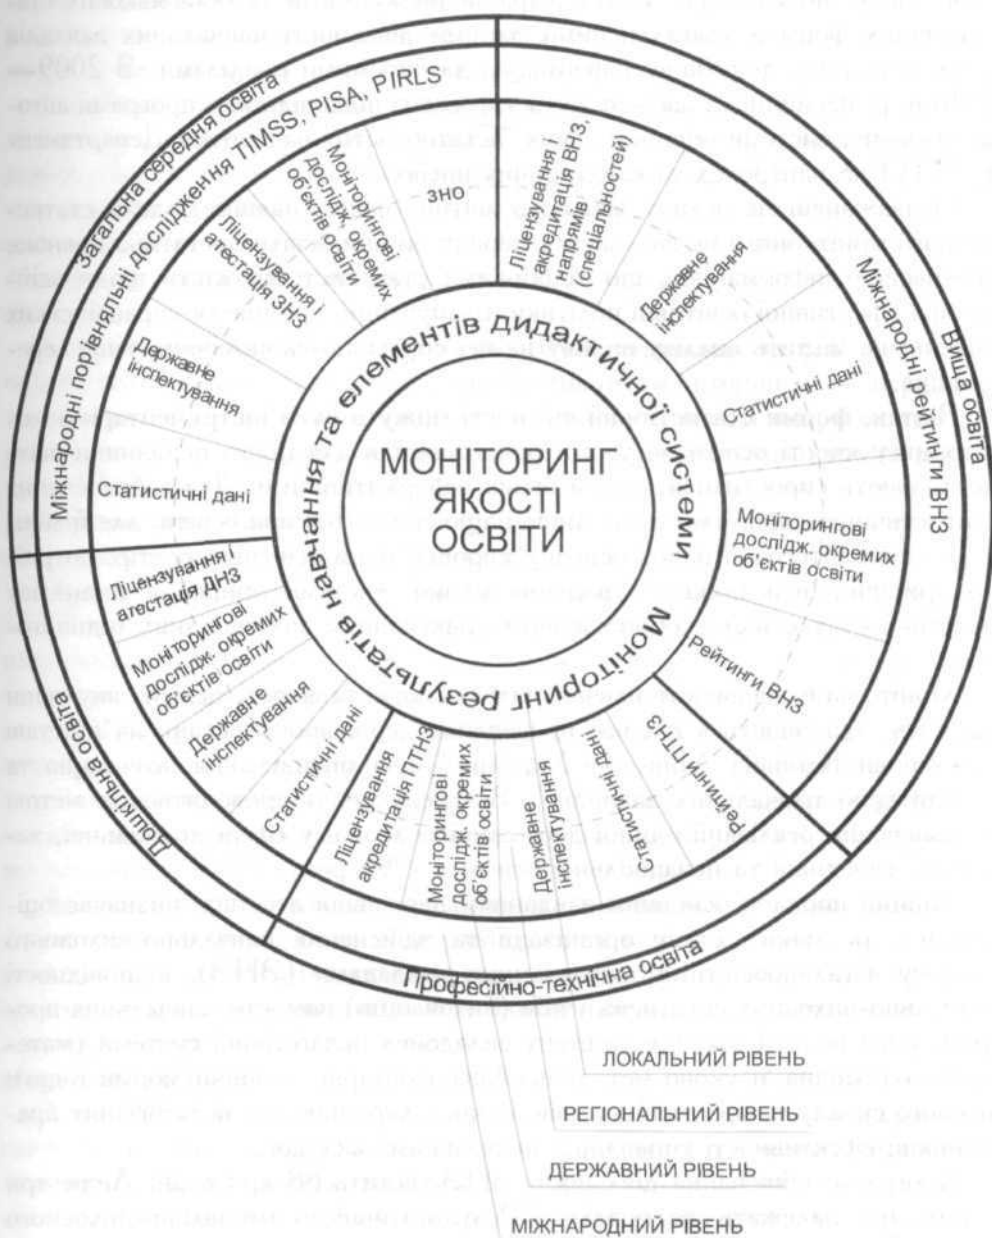 МОНІТОРИНГ
ЯКОСТІ
ОСВІТИ
Моніторинг результатів навчання та елементів дидактичної системи
Загальна середня освіта
Міжнародні порівняльні дослідження TIMSS, PISA, PIRLS
Статистичні дані
Державне
інспектування
Ліцензування і
атестація ЗНЗ
Моніторингові
дослідж. окремих
об'єктів освіти
ЗНО
Вища освіта
Міжнародні рейтинги ВНЗ
Ліцензування і
акредитація ВНЗ,
напрямів
(спеціальностей)
Державне
інспектування
Статистичні дані
Моніторингові
дослідж. окремих
об'єктів освіти
Рейтинги ВНЗ
Професійно-технічна освіта
Рейтинги ПТНЗ
Статистичні дані
Державне
інспектування
Моніторингові
дослідж. окремих
об'єктів освіти
Ліцензування і
акредитація ПТНЗ
Дошкільна освіта
Статистичні дані
Державне
інспектування
Моніторингові
дослідж. окремих
об'єктів освіти
Ліцензування і
атестація ДНЗ
ЛОКАЛЬНИЙ РІВЕНЬ
РЕГІОНАЛЬНИЙ РІВЕНЬ
ДЕРЖАВНИЙ РІВЕНЬ
МІЖНАРОДНИЙ РІВЕНЬ